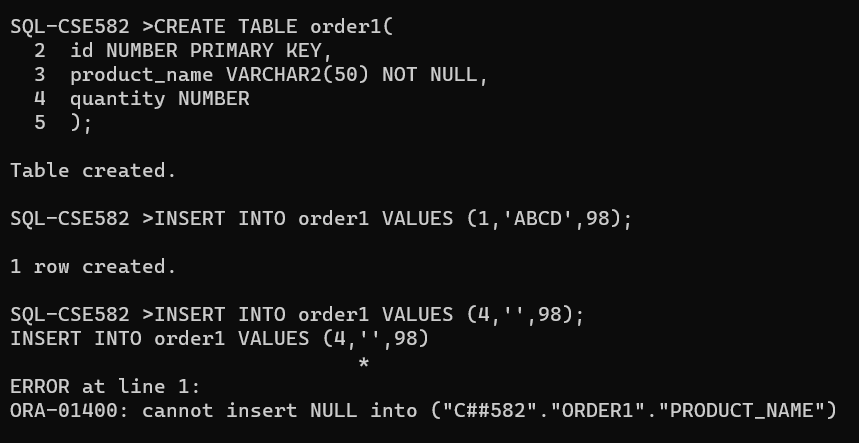 SQL-CSE582 >CREATE TABLE order1(
  2  id NUMBER PRIMARY KEY,
  3  product_name VARCHAR2(50) NOT NULL,
  4  quantity NUMBER
  5  );
Table created.
SQL-CSE582 >INSERT INTO order1 VALUES (1,'ABCD',98);
1 row created.
SQL-CSE582 >INSERT INTO order1 VALUES (4,'',98);
INSERT INTO order1 VALUES (4,'',98)
                             *
ERROR at line 1:
ORA-01400: cannot insert NULL into ("C##582"."ORDER1"."PRODUCT_NAME")